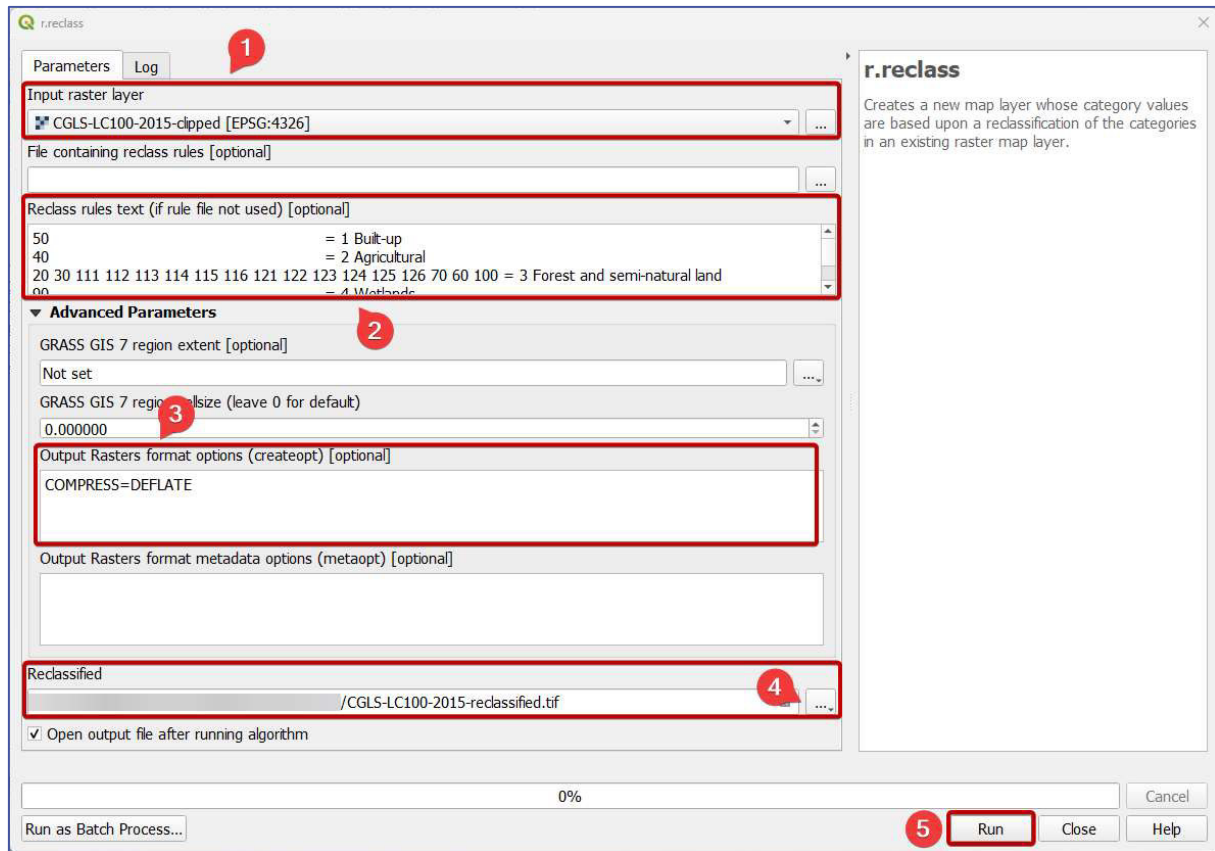 r.reclass
1
Parameters Log
Input raster layer
CGLS-LC100-2015-clipped [EPSG:4326]
...
File containing reclass rules [optional]
...
Reclass rules text (if rule file not used) [optional]
50 = 1 Built-up
40 = 2 Agricultural
20 30 111 112 113 114 115 116 121 122 123 124 125 126 70 60 100 = 3 Forest and semi-natural land
90 = 4 Wetlands
2
Advanced Parameters
GRASS GIS 7 region extent [optional]
Not set
...
GRASS GIS 7 region cellsize (leave 0 for default)
3
0.000000
Output Rasters format options (createopt) [optional]
COMPRESS=DEFLATE
Output Rasters format metadata options (metaopt) [optional]
Reclassified
/CGLS-LC100-2015-reclassified.tif
4
...
Open output file after running algorithm
r.reclass
Creates a new map layer whose category values
are based upon a reclassification of the categories
in an existing raster map layer.
0%
Cancel
Run as Batch Process...
5
Run
Close
Help